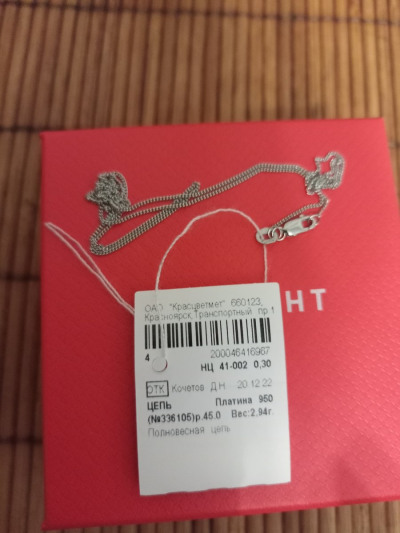 ОАО "Красцветмет" 660123,
Красноярск,Транспортный пр.1
4 200046416967
НЦ 41-002 0,30
ОТК Кочетов Д.Н. 20.12.22
ЦЕПЬ Платина 950
(№336105)р.45.0 Вес:2.94г.
Полновесная цепь
НТ